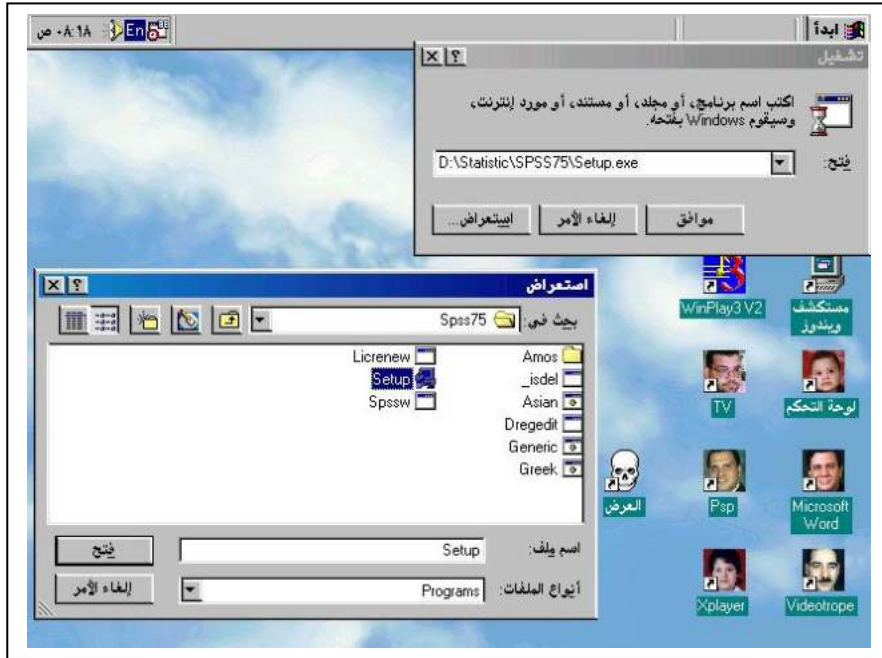 ابدأ
En ٠٨:١٨ ص
تشغيل
اكتب اسم برنامج، أو مجلد، أو مستند، أو مورد إنترنت،
وسيقوم Windows بفتحه.
فتح:
D:\Statistic\SPSS75\Setup.exe
موافق
إلغاء الأمر
استعراض...
استعراض
بحث في:
Spss75
Amos
_isdel
Asian
Dregedit
Generic
Greek
Licrenew
Setup
Spssw
اسم ملف:
Setup
فتح
أنواع الملفات:
Programs
إلغاء الأمر
مستكشف
ويندوز
WinPlay3 V2
لوحة التحكم
TV
Microsoft
Word
Psp
العرض
Videotrope
Xplayer